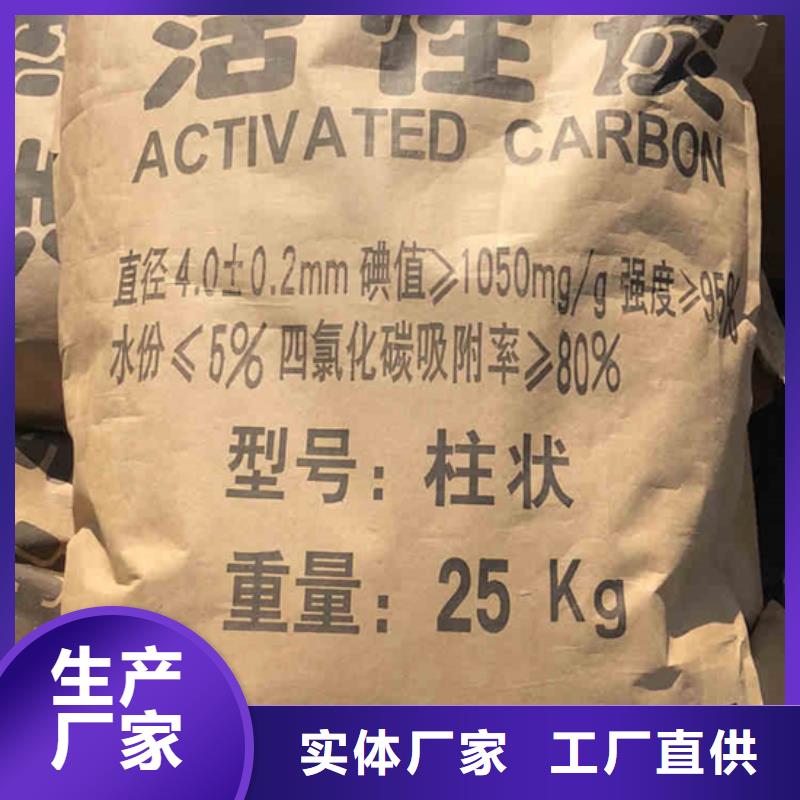 活性炭
ACTIVATED CARBON
直径4.0±0.2mm 碘值≥1050mg/g 强度≥95%
水份≤5% 四氯化碳吸附率≥80%
型号：柱状
重量：25 Kg
生产
厂家
实体厂家 工厂直供